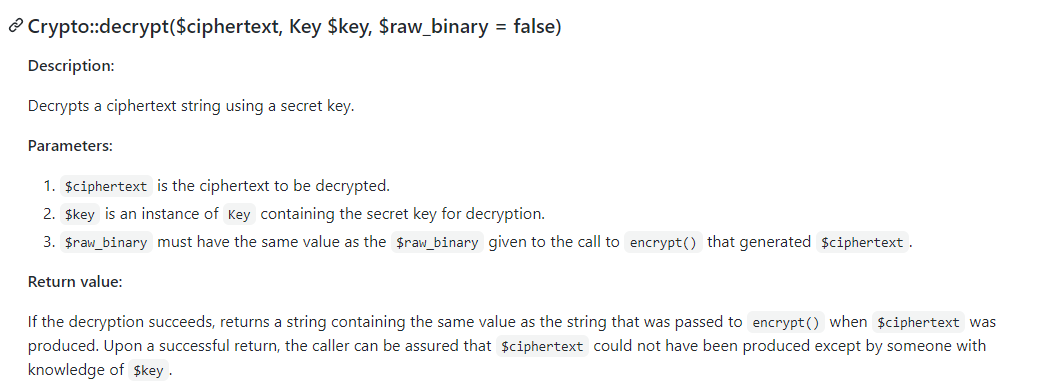 Crypto::decrypt($ciphertext, Key $key, $raw_binary = false)
Description:
Decrypts a ciphertext string using a secret key.
Parameters:
1. $ciphertext is the ciphertext to be decrypted.
2. $key is an instance of Key containing the secret key for decryption.
3. $raw_binary must have the same value as the $raw_binary given to the call to encrypt() that generated $ciphertext .
Return value:
If the decryption succeeds, returns a string containing the same value as the string that was passed to encrypt() when $ciphertext was
produced. Upon a successful return, the caller can be assured that $ciphertext could not have been produced except by someone with
knowledge of $key .